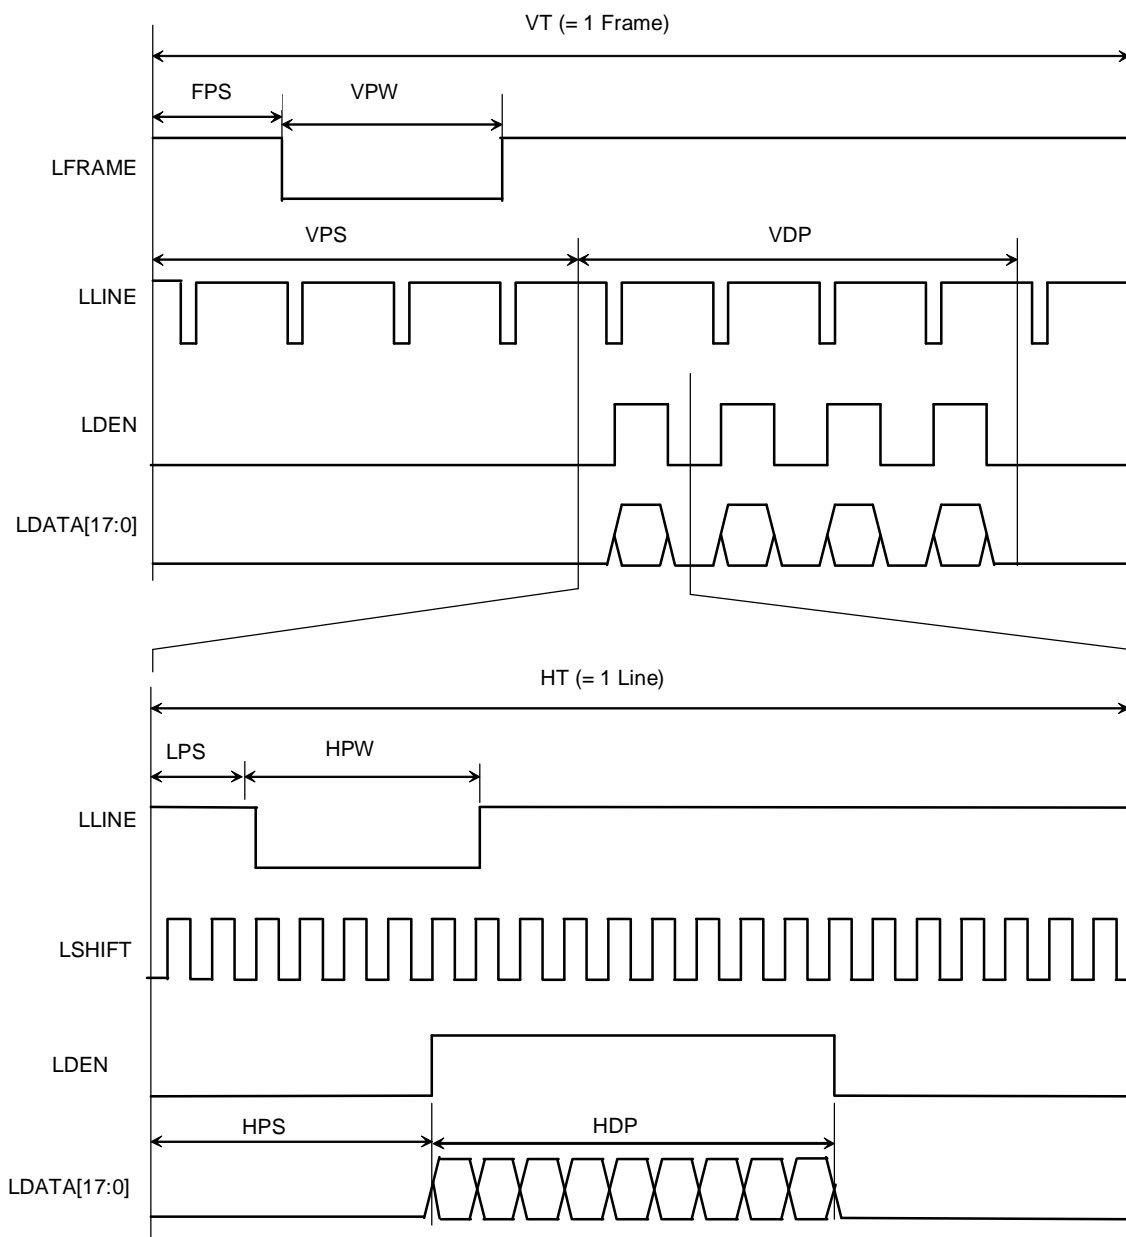 VT (= 1 Frame)
FPS
VPW
LFRAME
VPS
VDP
LLINE
LDEN
LDATA[17:0]
HT (= 1 Line)
LPS
HPW
LLINE
LSHIFT
LDEN
HPS
HDP
LDATA[17:0]